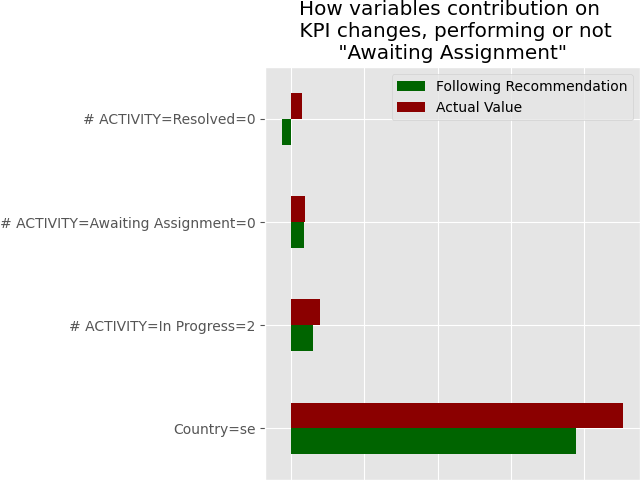 How variables contribution on
KPI changes, performing or not
"Awaiting Assignment"
Following Recommendation
Actual Value
# ACTIVITY=Resolved=0
# ACTIVITY=Awaiting Assignment=0
# ACTIVITY=In Progress=2
Country=se